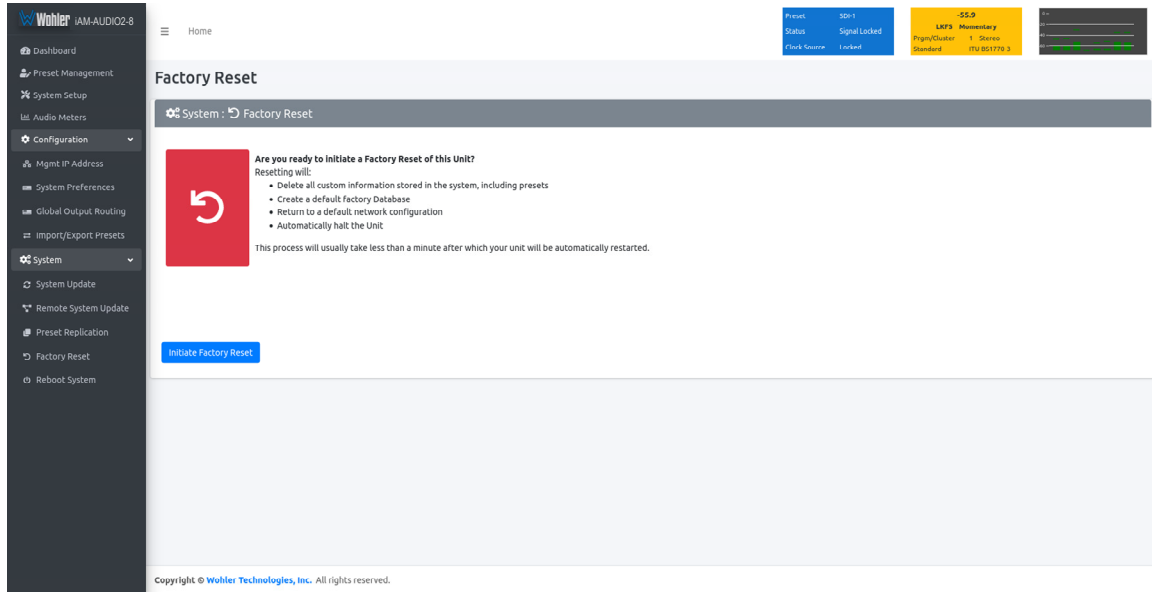 Wohler iAM-AUDIO2-8
Dashboard
Preset Management
System Setup
Audio Meters
Configuration
Mgmt IP Address
System Preferences
Global Output Routing
Import/Export Presets
System
System Update
Remote System Update
Preset Replication
Factory Reset
Reboot System
Home
Preset SDI-1
Status Signal Locked
Clock Source Locked
-55.9
LKFS Momentary
Prgm/Cluster 1 Stereo
Standard ITU BS1770-3
Factory Reset
System : Factory Reset
Are you ready to initiate a Factory Reset of this Unit?
Resetting will:
• Delete all custom information stored in the system, including presets
• Create a default factory Database
• Return to a default network configuration
• Automatically halt the Unit
This process will usually take less than a minute after which your unit will be automatically restarted.
Initiate Factory Reset
Copyright © Wohler Technologies, Inc. All rights reserved.